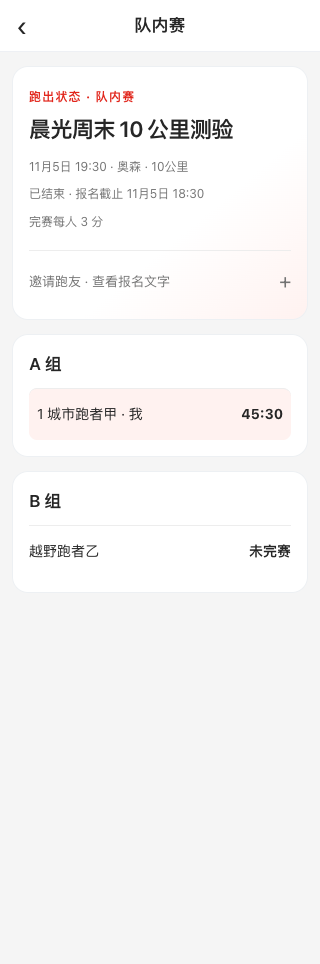 ‹ 队内赛
跑出状态 · 队内赛
晨光周末 10 公里测验
11月5日 19:30 · 奥森 · 10公里
已结束 · 报名截止 11月5日 18:30
完赛每人 3 分
邀请跑友 · 查看报名文字 +
A 组
1 城市跑者甲 · 我 45:30
B 组
越野跑者乙 未完赛